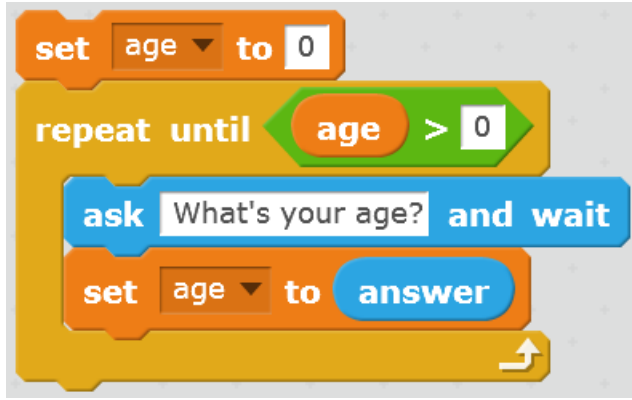 set age to 0
repeat until age > 0
ask What's your age? and wait
set age to answer